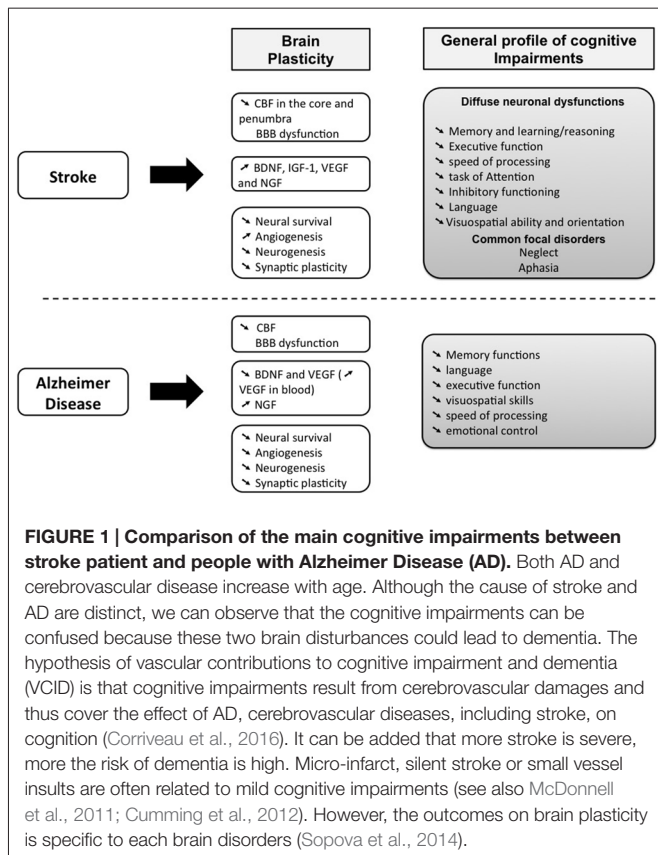 Brain
Plasticity
General profile of cognitive
Impairments
Stroke
↘ CBF in the core and
penumbra
BBB dysfunction
↗ BDNF, IGF-1, VEGF
and NGF
↘ Neural survival
↗ Angiogenesis
↘ Neurogenesis
↘ Synaptic plasticity
Diffuse neuronal dysfunctions
↘ Memory and learning/reasoning
↘ Executive function
↘ speed of processing
↘ task of Attention
↘ Inhibitory functioning
↘ Language
↘ Visuospatial ability and orientation
Common focal disorders
Neglect
Aphasia
Alzheimer
Disease
↘ CBF
BBB dysfunction
↘ BDNF and VEGF (↗
VEGF in blood)
↗ NGF
↘ Neural survival
↘ Angiogenesis
↘ Neurogenesis
↘ Synaptic plasticity
↘ Memory functions
↘ language
↘ executive function
↘ visuospatial skills
↘ speed of processing
↘ emotional control
FIGURE 1 | Comparison of the main cognitive impairments between
stroke patient and people with Alzheimer Disease (AD). Both AD and
cerebrovascular disease increase with age. Although the cause of stroke and
AD are distinct, we can observe that the cognitive impairments can be
confused because these two brain disturbances could lead to dementia. The
hypothesis of vascular contributions to cognitive impairment and dementia
(VCID) is that cognitive impairments result from cerebrovascular damages and
thus cover the effect of AD, cerebrovascular diseases, including stroke, on
cognition (Corriveau et al., 2016). It can be added that more stroke is severe,
more the risk of dementia is high. Micro-infarct, silent stroke or small vessel
insults are often related to mild cognitive impairments (see also McDonnell
et al., 2011; Cumming et al., 2012). However, the outcomes on brain plasticity
is specific to each brain disorders (Sopova et al., 2014).